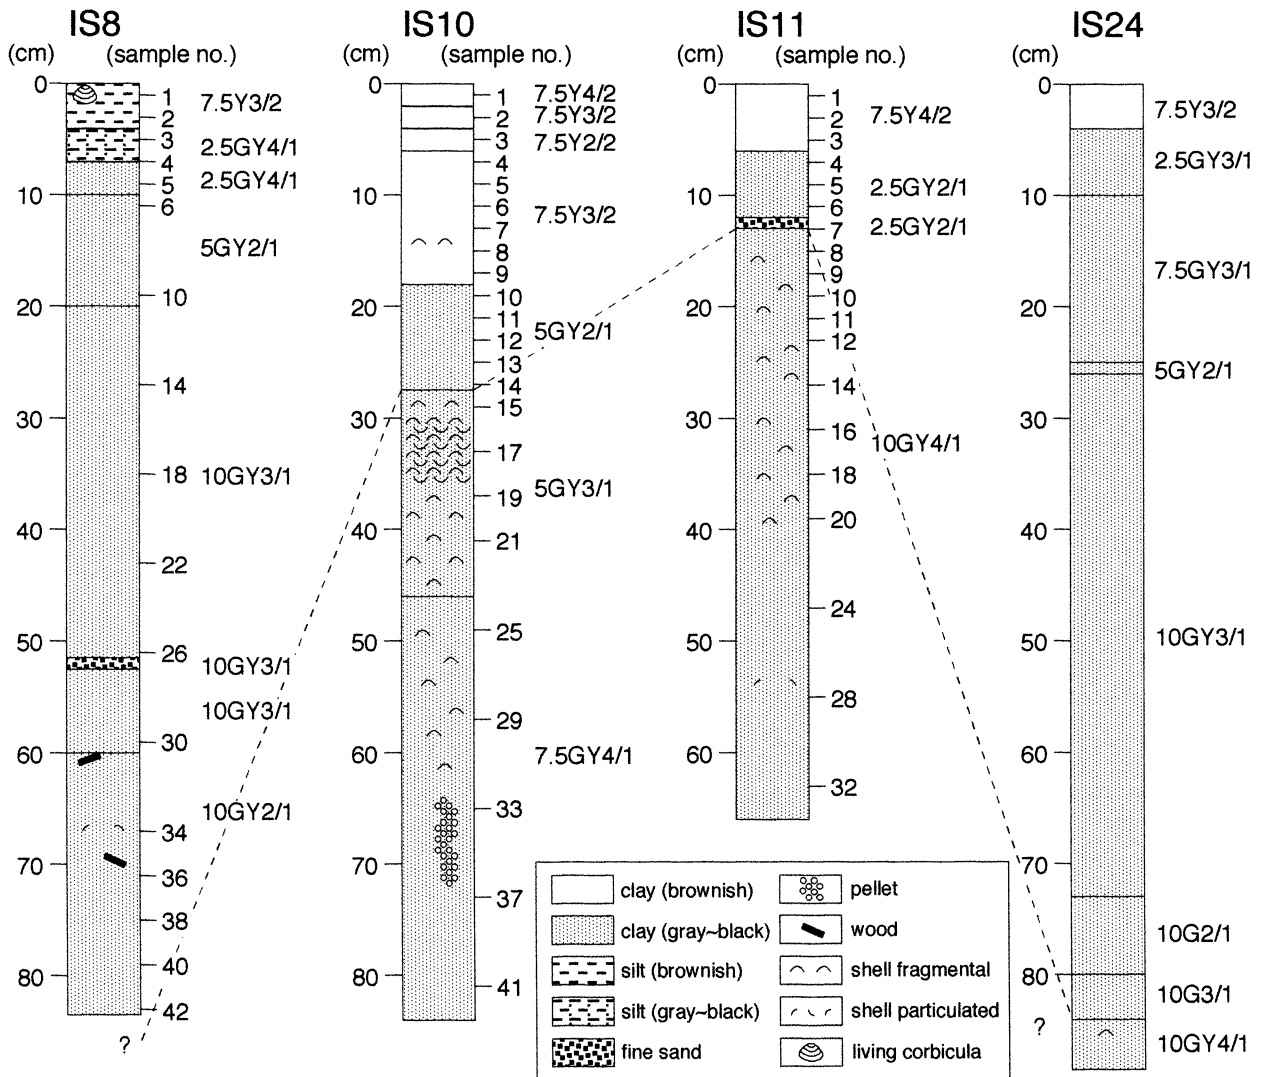 IS8
(cm) (sample no.)
0
10
20
30
40
50
60
70
80
?
1
2
3
4
5
6
10
14
18
22
26
30
34
36
38
40
42
7.5Y3/2
2.5GY4/1
2.5GY4/1
5GY2/1
10GY3/1
10GY3/1
10GY3/1
10GY2/1
IS10
(cm) (sample no.)
0
10
20
30
40
50
60
70
80
1
2
3
4
5
6
7
8
9
10
11
12
13
14
15
17
19
21
25
29
33
37
41
7.5Y4/2
7.5Y3/2
7.5Y2/2
7.5Y3/2
5GY2/1
5GY3/1
7.5GY4/1
IS11
(cm) (sample no.)
0
10
20
30
40
50
60
1
2
3
4
5
6
7
8
9
10
11
12
14
16
18
20
24
28
32
7.5Y4/2
2.5GY2/1
2.5GY2/1
10GY4/1
IS24
(cm)
0
10
20
30
40
50
60
70
80
?
7.5Y3/2
2.5GY3/1
7.5GY3/1
5GY2/1
10GY3/1
10G2/1
10G3/1
10GY4/1
clay (brownish)
clay (gray~black)
silt (brownish)
silt (gray~black)
fine sand
pellet
wood
shell fragmental
shell particulated
living corbicula